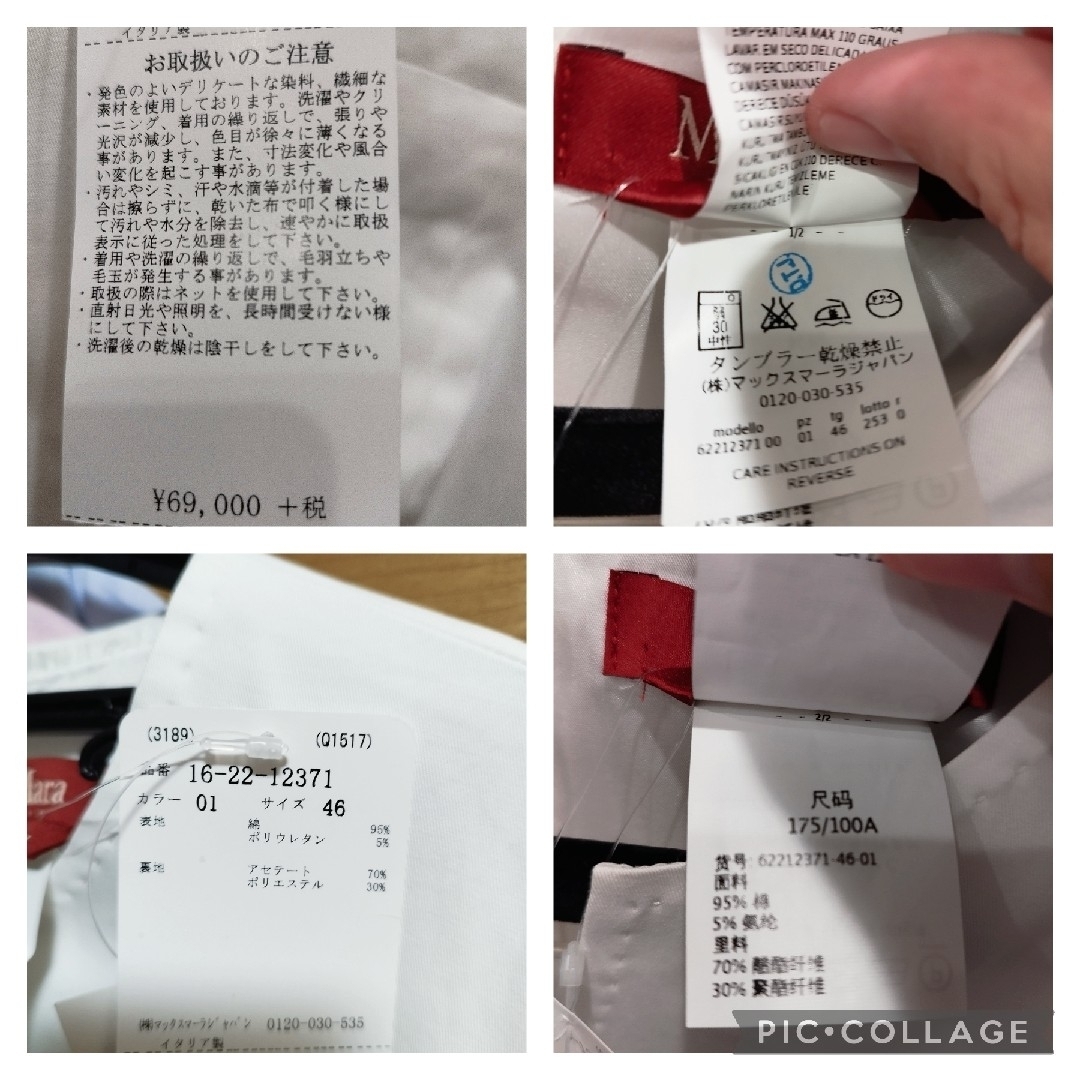 イタリア製
お取扱いのご注意
・発色のよいデリケートな染料、繊細な
素材を使用しております。洗濯やクリ
ーニング、着用の繰り返しで、張りや
光沢が減少し、色目が徐々に薄くなる
事があります。また、寸法変化や風合
い変化を起こす事があります。
・汚れやシミ、汗や水滴等が付着した場
合は擦らずに、乾いた布で叩く様にし
て汚れや水分を除去し、速やかに取扱
表示に従った処理をして下さい。
・着用や洗濯の繰り返しで、毛羽立ちや
毛玉が発生する事があります。
・取扱の際はネットを使用して下さい。
・直射日光や照明を、長時間受けない様
にして下さい。
・洗濯後の乾燥は陰干しをして下さい。
¥69,000 +税
TEMPERATURA MAX 110 GRAUS
LAVAR EM SECO DELICADA
COM PERCLOROETILE
CAMASIR MAKINAS
DERECE DÜSÜK
CAMASIR SUYU
KURUTMA TAMBU
SICAKLIGI EN COK 110 DERECE C
NARIN KURU TEMIZLEME
PERKLORETILENLE
M
1/2
弱
30
中性
ドライ
タンブラー乾燥禁止
(株)マックスマーラジャパン
0120-030-535
modello pz tg lotto r
62212371 00 01 46 253 0
CARE INSTRUCTIONS ON
REVERSE
(3189) (Q1517)
品番 16-22-12371
カラー 01 サイズ 46
表地 綿 95%
ポリウレタン 5%
裏地 アセテート 70%
ポリエステル 30%
㈱マックスマーラジャパン 0120-030-535
イタリア製
Mara
2/2
尺码
175/100A
货号: 62212371-46-01
面料
95% 棉
5% 氨纶
里料
70% 醋酯纤维
30% 聚酯纤维
PIC•COLLAGE